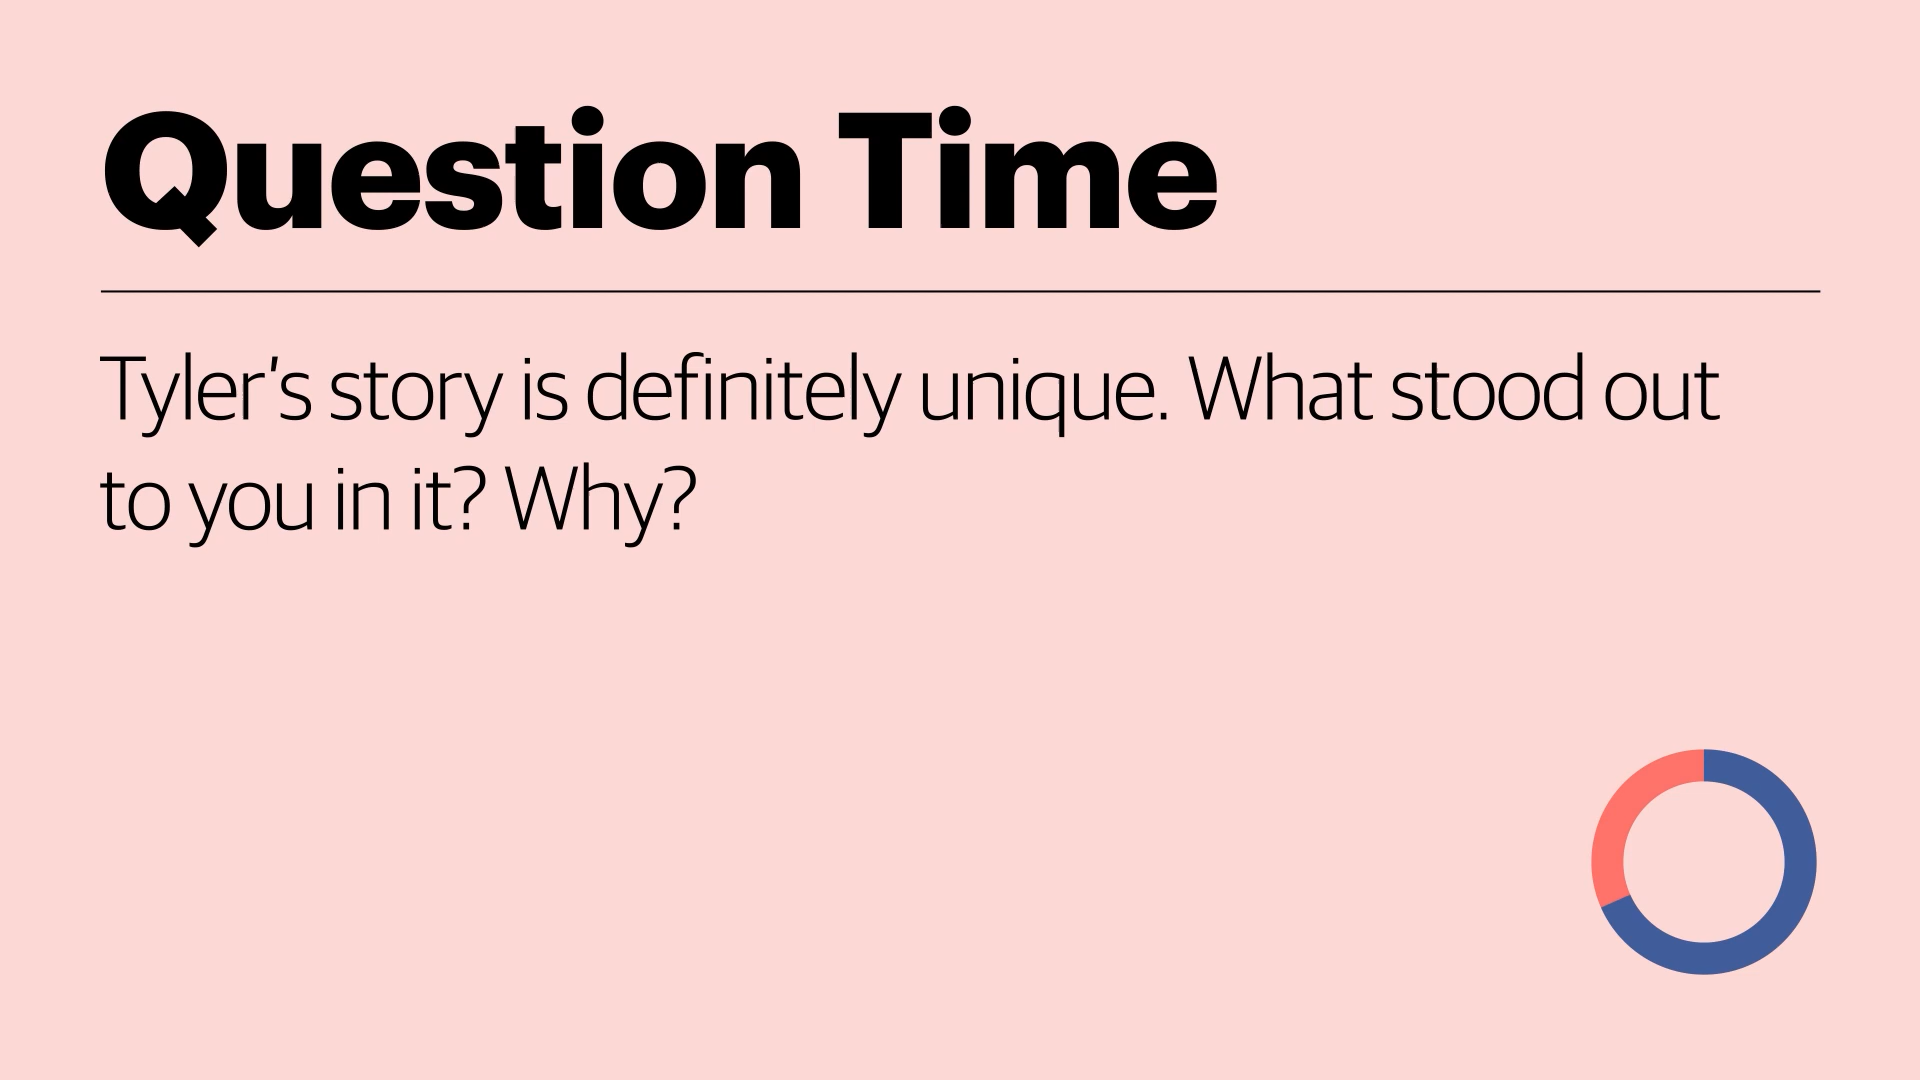 Question Time
Tyler’s story is definitely unique. What stood out
to you in it? Why?